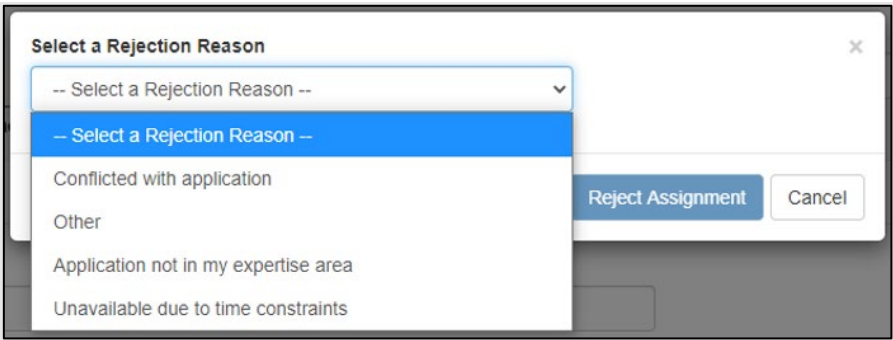 Select a Rejection Reason
×
-- Select a Rejection Reason --
-- Select a Rejection Reason --
Conflicted with application
Reject Assignment Cancel
Other
Application not in my expertise area
Unavailable due to time constraints